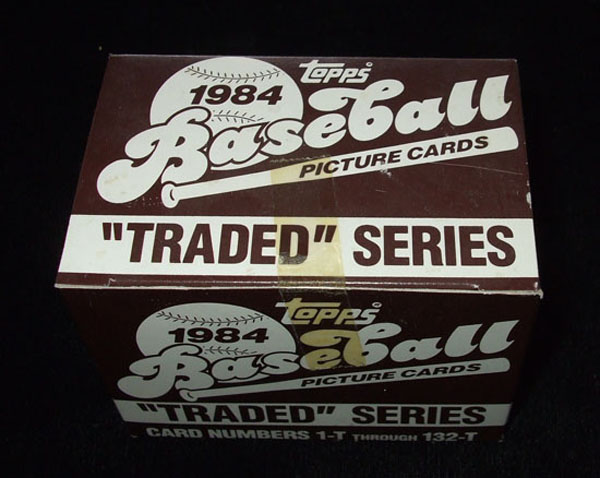 topps®
1984
Baseball
PICTURE CARDS
"TRADED" SERIES
topps®
1984
Baseball
PICTURE CARDS
"TRADED" SERIES
CARD NUMBERS 1-T THROUGH 132-T